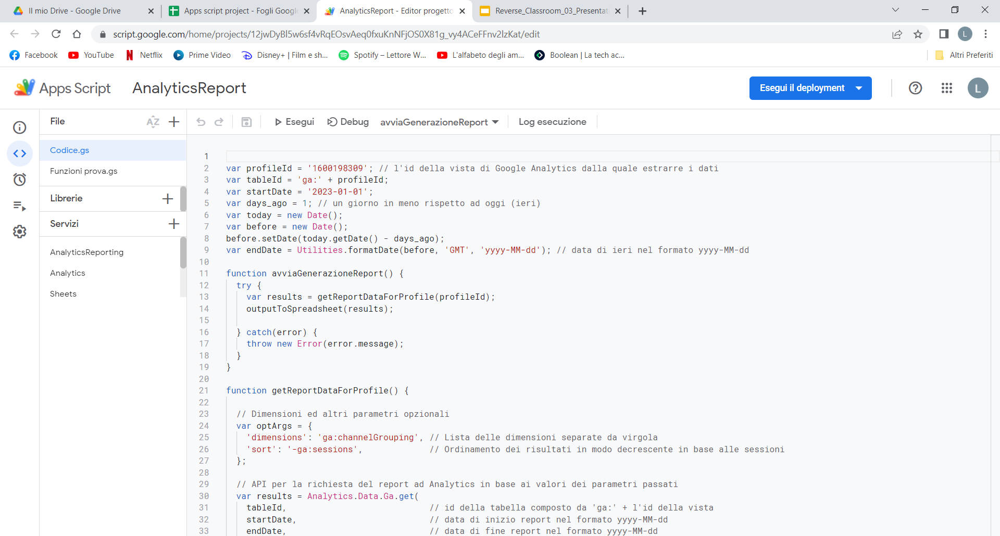 Il mio Drive - Google Drive
Apps script project - Fogli Google
AnalyticsReport - Editor progetto
Reverse_Classroom_03_Presentat
script.google.com/home/projects/12jwDyBl5w6sf4vRqEOsvAeq0fxuKnNFjOS0X81g_vy4ACeFFnv2lzKat/edit
L
Facebook
YouTube
Netflix
Prime Video
Disney+ | Film e sh...
Spotify – Lettore W...
L'alfabeto degli am...
Boolean | La tech ac...
Altri Preferiti
Apps Script
AnalyticsReport
Esegui il deployment
L
File
AZ
Esegui
Debug
avviaGenerazioneReport
Log esecuzione
Codice.gs
Funzioni prova.gs
Librerie
Servizi
AnalyticsReporting
Analytics
Sheets
1
2 var profileId = '1600198309'; // l'id della vista di Google Analytics dalla quale estrarre i dati
3 var tableId = 'ga:' + profileId;
4 var startDate = '2023-01-01';
5 var days_ago = 1; // un giorno in meno rispetto ad oggi (ieri)
6 var today = new Date();
7 var before = new Date();
8 before.setDate(today.getDate() - days_ago);
9 var endDate = Utilities.formatDate(before, 'GMT', 'yyyy-MM-dd'); // data di ieri nel formato yyyy-MM-dd
10
11 function avviaGenerazioneReport() {
12 try {
13 var results = getReportDataForProfile(profileId);
14 outputToSpreadsheet(results);
15
16 } catch(error) {
17 throw new Error(error.message);
18 }
19 }
20
21 function getReportDataForProfile() {
22
23 // Dimensioni ed altri parametri opzionali
24 var optArgs = {
25 'dimensions': 'ga:channelGrouping', // Lista delle dimensioni separate da virgola
26 'sort': '-ga:sessions', // Ordinamento dei risultati in modo decrescente in base alle sessioni
27 };
28
29 // API per la richiesta del report ad Analytics in base ai valori dei parametri passati
30 var results = Analytics.Data.Ga.get(
31 tableId, // id della tabella composto da 'ga:' + l'id della vista
32 startDate, // data di inizio report nel formato yyyy-MM-dd
33 endDate, // data di fine report nel formato yyyy-MM-dd